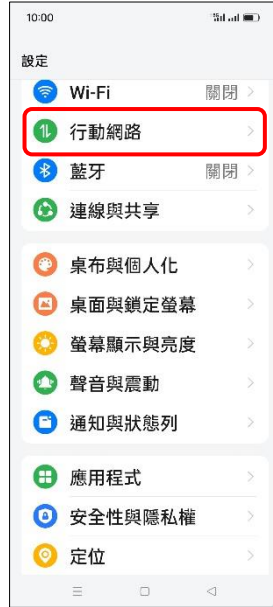 10:00
設定
Wi-Fi 關閉
行動網路
藍牙 關閉
連線與共享
桌布與個人化
桌面與鎖定螢幕
螢幕顯示與亮度
聲音與震動
通知與狀態列
應用程式
安全性與隱私權
定位